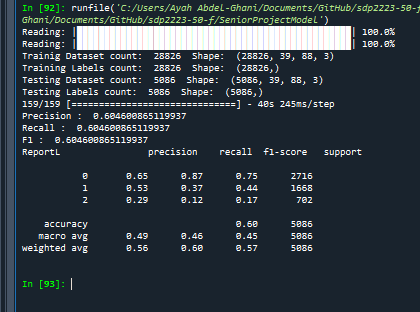 In [92]: runfile('C:/Users/Ayah Abdel-Ghani/Documents/GitHub/sdp2223-50-f
Ghani/Documents/GitHub/sdp2223-50-f/SeniorProjectModel')
Reading: | | 100.0%
Reading: | | 100.0%
Trainig Dataset count: 28826 Shape: (28826, 39, 88, 3)
Training Labels count: 28826 Shape: (28826,)
Testing Dataset count: 5086 Shape: (5086, 39, 88, 3)
Testing Labels count: 5086 Shape: (5086,)
159/159 [==============================] - 40s 245ms/step
Precision : 0.604600865119937
Recall : 0.604600865119937
F1 : 0.604600865119937
ReportL precision recall f1-score support
0 0.65 0.87 0.75 2716
1 0.53 0.37 0.44 1668
2 0.29 0.12 0.17 702
accuracy 0.60 5086
macro avg 0.49 0.46 0.45 5086
weighted avg 0.56 0.60 0.57 5086
In [93]: